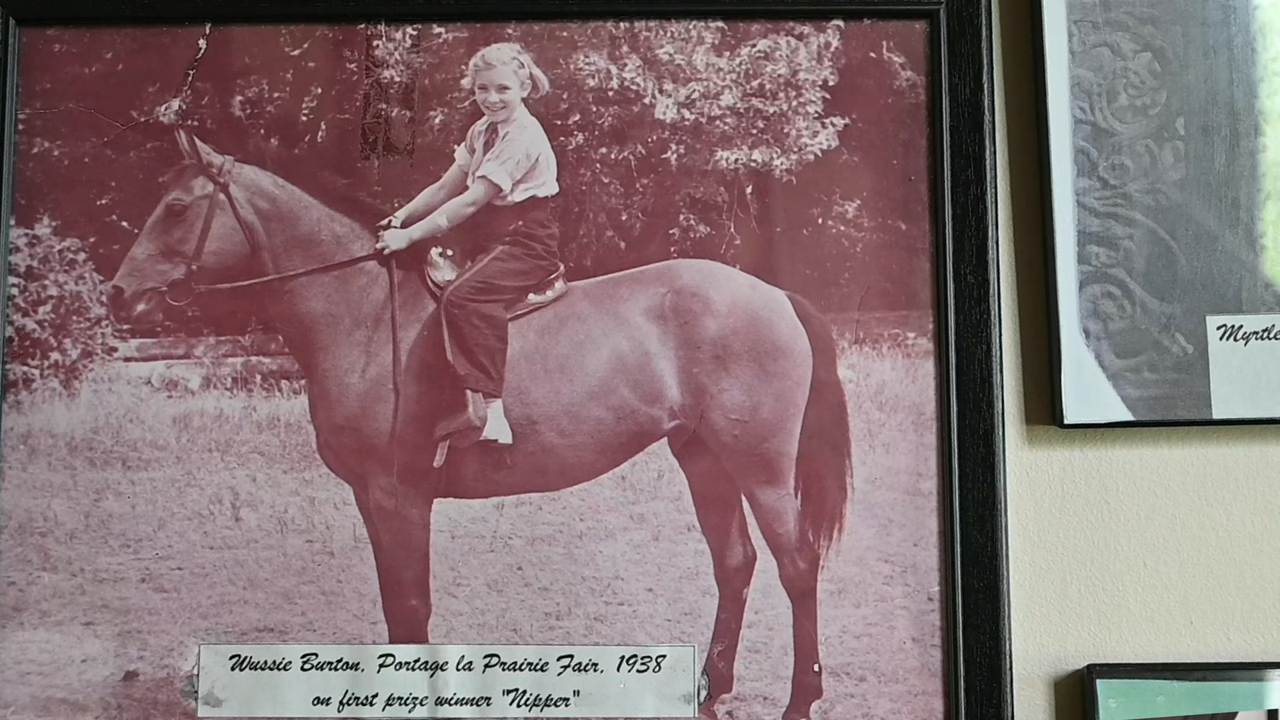 Wussie Burton, Portage la Prairie Fair, 1938
on first prize winner "Nipper"
Myrtle